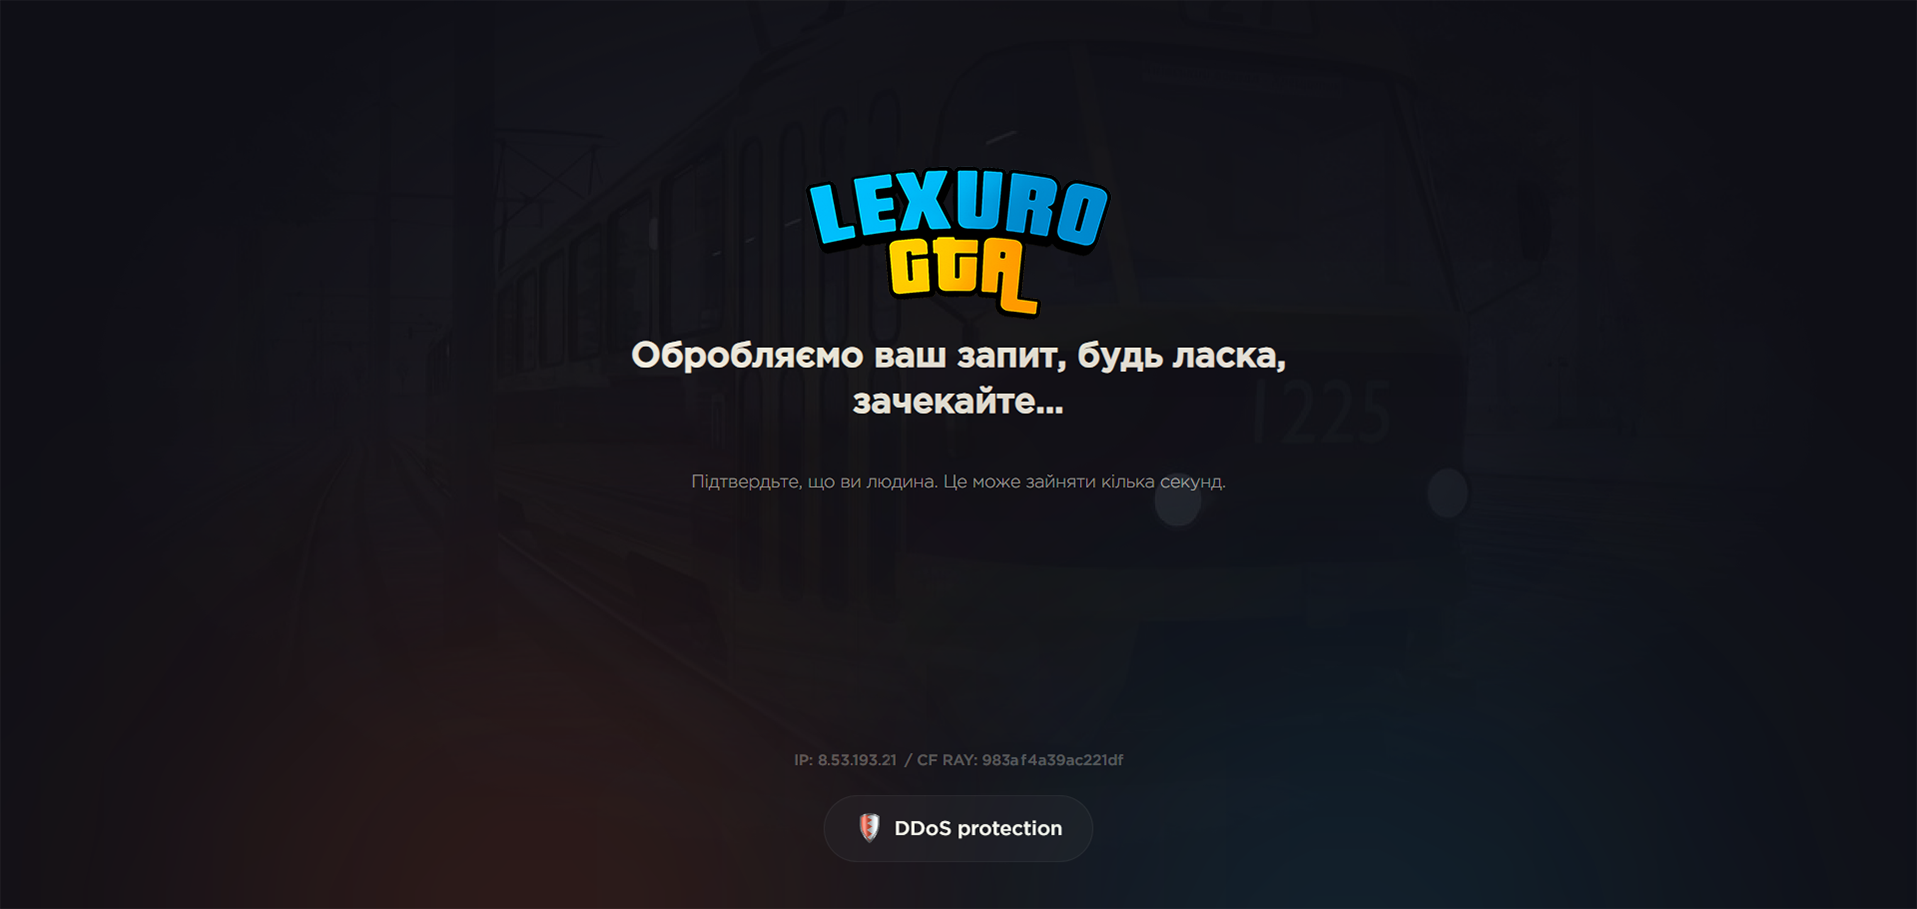 LEXURO
GTA
Обробляємо ваш запит, будь ласка,
зачекайте...
1225
Підтвердьте, що ви людина. Це може зайняти кілька секунд.
IP: 8.53.193.21 / CF RAY: 983af4a39ac221df
DDoS protection